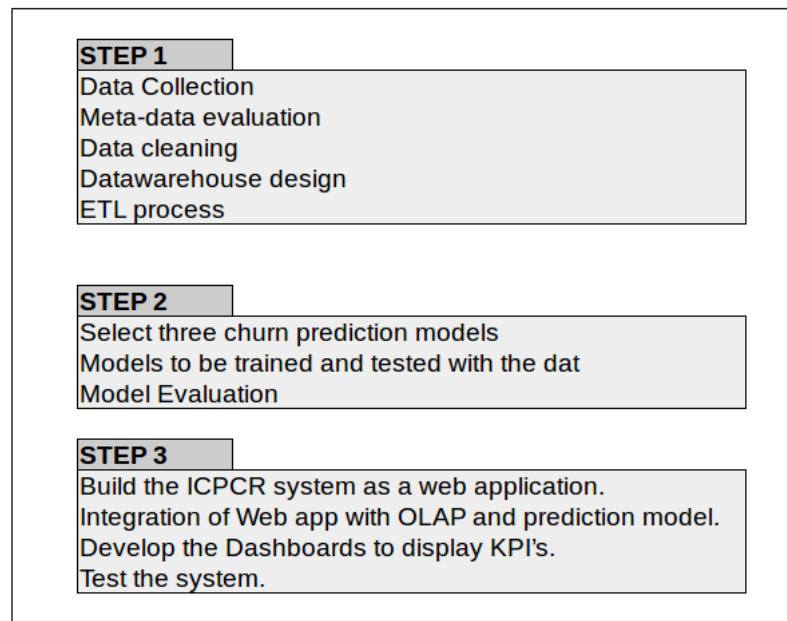 STEP 1
Data Collection
Meta-data evaluation
Data cleaning
Datawarehouse design
ETL process
STEP 2
Select three churn prediction models
Models to be trained and tested with the dat
Model Evaluation
STEP 3
Build the ICPCR system as a web application.
Integration of Web app with OLAP and prediction model.
Develop the Dashboards to display KPI’s.
Test the system.